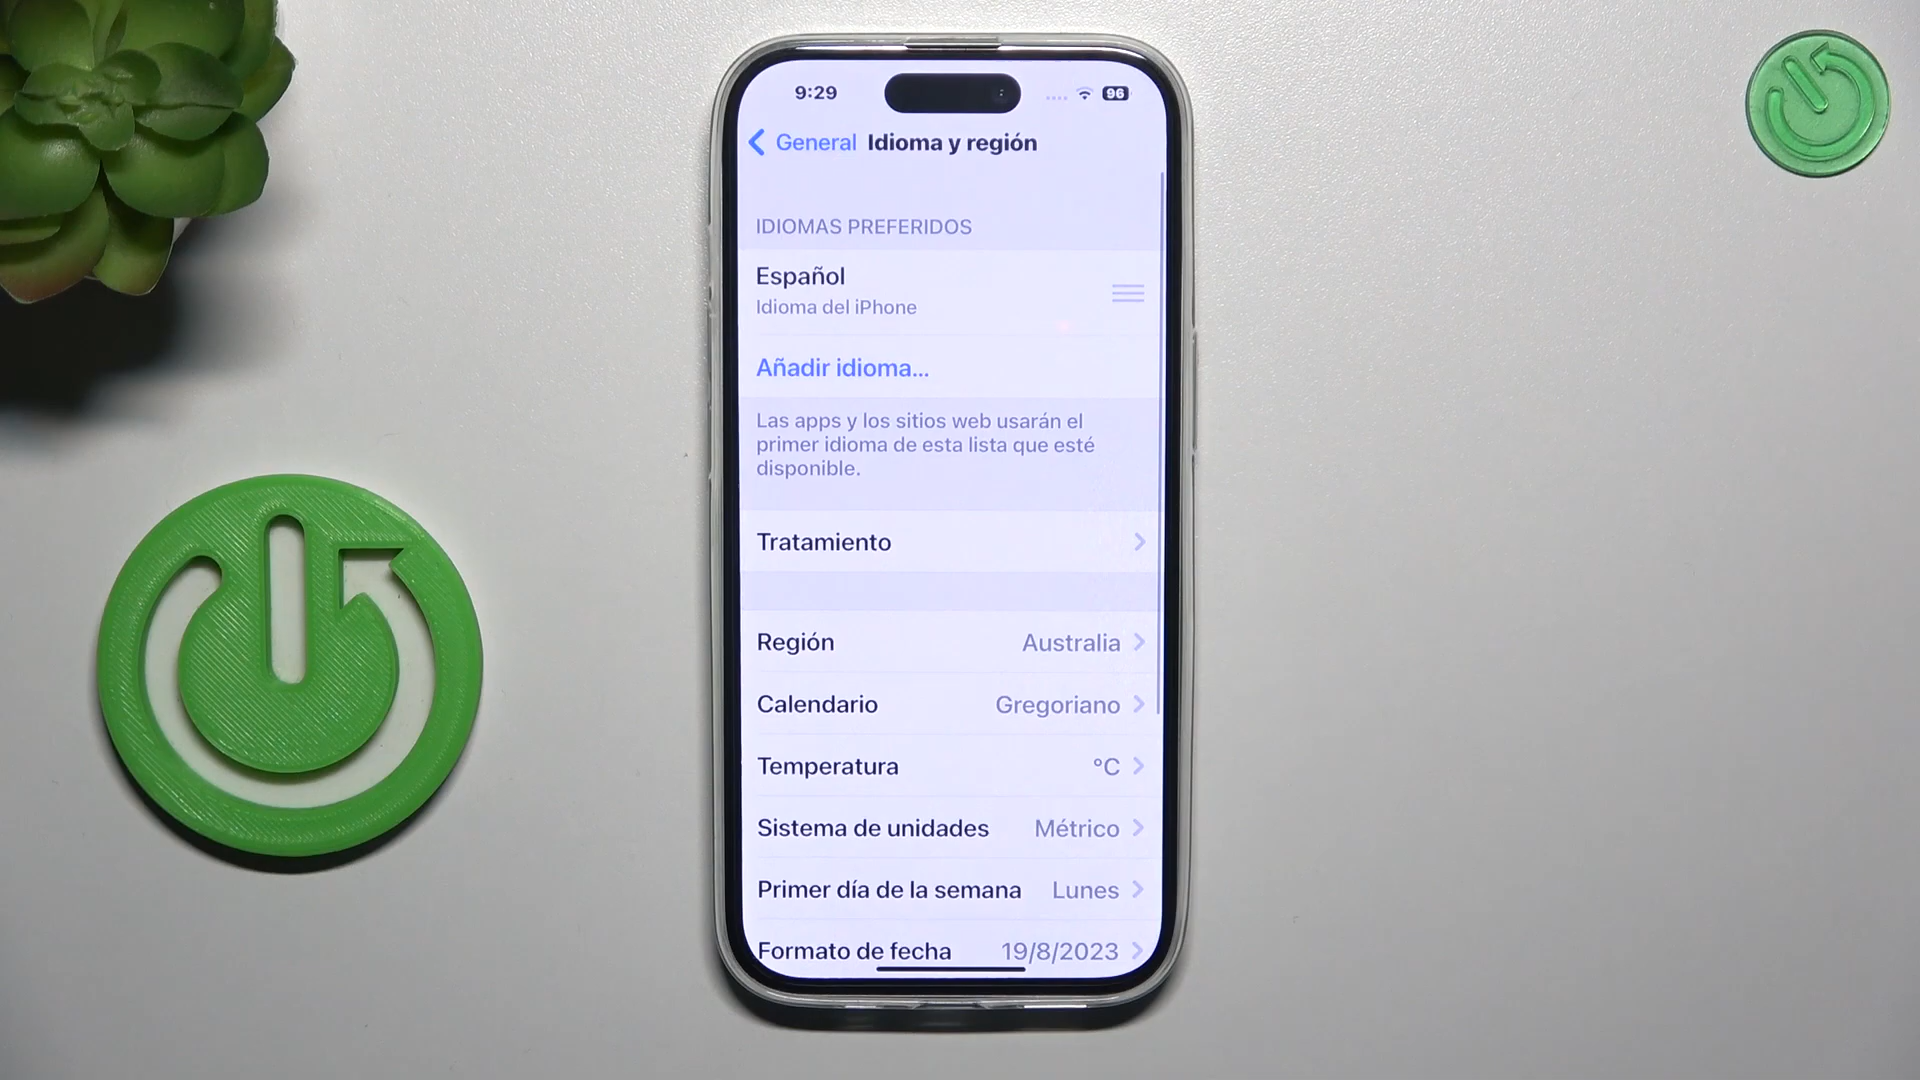 9:29
96
General Idioma y región
IDIOMAS PREFERIDOS
Español
Idioma del iPhone
Añadir idioma...
Las apps y los sitios web usarán el
primer idioma de esta lista que esté
disponible.
Tratamiento
Región Australia
Calendario Gregoriano
Temperatura °C
Sistema de unidades Métrico
Primer día de la semana Lunes
Formato de fecha 19/8/2023